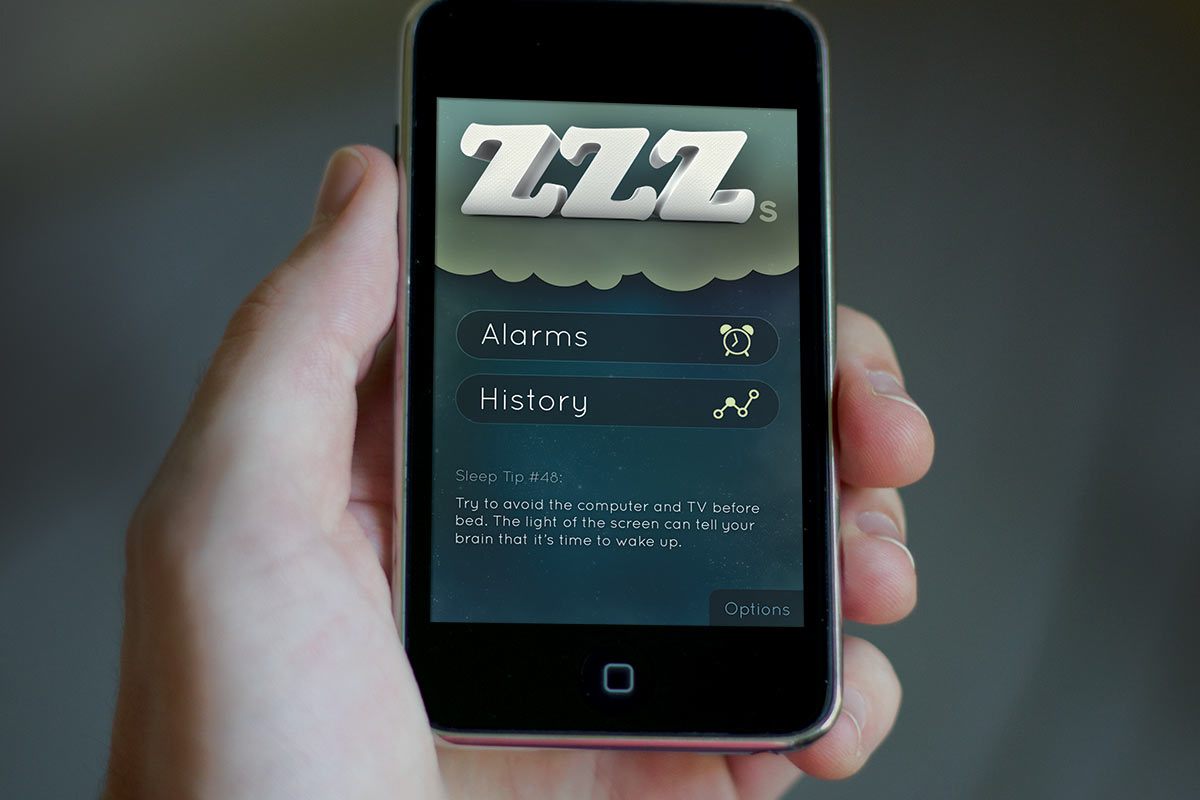 ZZZs
Alarms
History
Sleep Tip #48:
Try to avoid the computer and TV before
bed. The light of the screen can tell your
brain that it's time to wake up.
Options